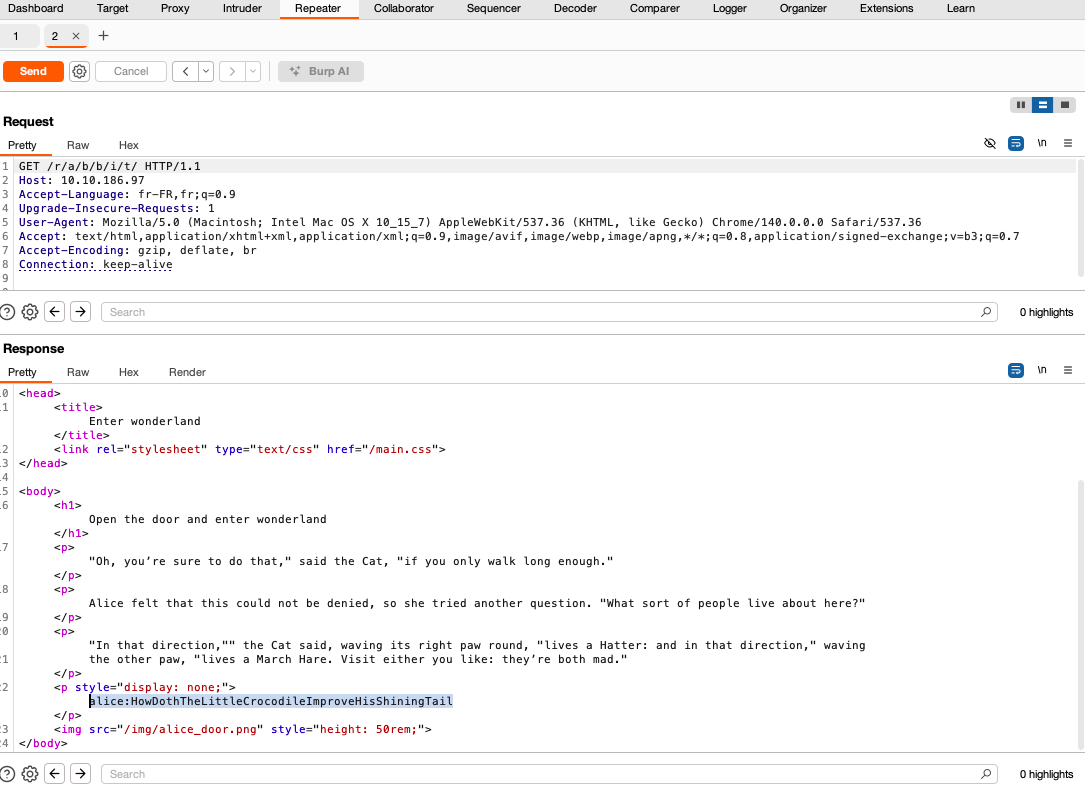 Dashboard Target Proxy Intruder Repeater Collaborator Sequencer Decoder Comparer Logger Organizer Extensions Learn
1 2 × +
Send Cancel < > Burp AI
Request
Pretty Raw Hex \n
1 GET /r/a/b/b/i/t/ HTTP/1.1
2 Host: 10.10.186.97
3 Accept-Language: fr-FR,fr;q=0.9
4 Upgrade-Insecure-Requests: 1
5 User-Agent: Mozilla/5.0 (Macintosh; Intel Mac OS X 10_15_7) AppleWebKit/537.36 (KHTML, like Gecko) Chrome/140.0.0.0 Safari/537.36
6 Accept: text/html,application/xhtml+xml,application/xml;q=0.9,image/avif,image/webp,image/apng,*/*;q=0.8,application/signed-exchange;v=b3;q=0.7
7 Accept-Encoding: gzip, deflate, br
8 Connection: keep-alive
9
Search 0 highlights
Response
Pretty Raw Hex Render \n
0 <head>
1 <title>
Enter wonderland
</title>
2 <link rel="stylesheet" type="text/css" href="/main.css">
3 </head>
4
5 <body>
6 <h1>
Open the door and enter wonderland
</h1>
7 <p>
"Oh, you’re sure to do that," said the Cat, "if you only walk long enough."
</p>
8 <p>
Alice felt that this could not be denied, so she tried another question. "What sort of people live about here?"
9 </p>
20 <p>
"In that direction,"" the Cat said, waving its right paw round, "lives a Hatter: and in that direction," waving
21 the other paw, "lives a March Hare. Visit either you like: they’re both mad."
</p>
22 <p style="display: none;">
alice:HowDothTheLittleCrocodileImproveHisShiningTail
</p>
23 <img src="/img/alice_door.png" style="height: 50rem;">
24 </body>
Search 0 highlights